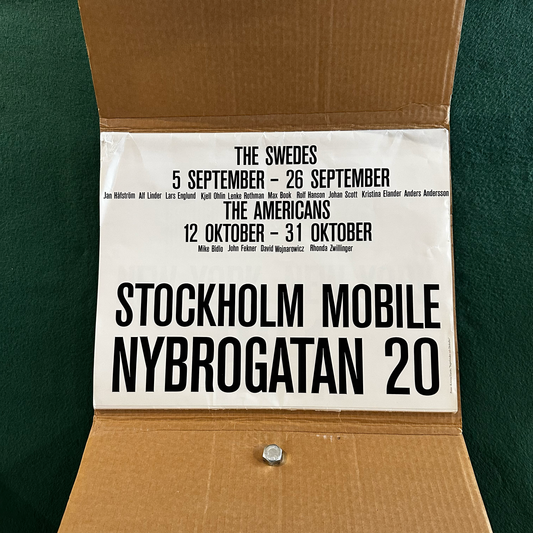 THE SWEDES
5 SEPTEMBER – 26 SEPTEMBER
Jan Håfström Alf Linder Lars Englund Kjell Ohlin Lenke Rothman Max Book Rolf Hanson Johan Scott Kristina Elander Anders Andersson
THE AMERICANS
12 OKTOBER – 31 OKTOBER
Mike Bidlo John Fekner David Wojnarowicz Rhonda Zwillinger
STOCKHOLM MOBILE
NYBROGATAN 20